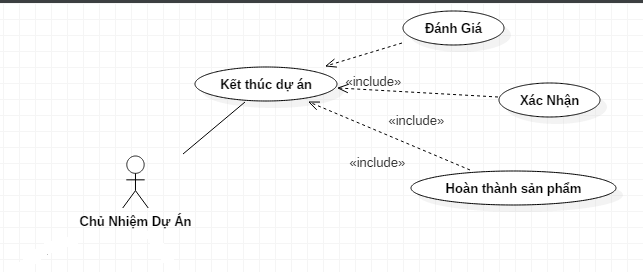 Đánh Giá
Kết thúc dự án
«include»
Xác Nhận
«include»
«include»
Hoàn thành sản phẩm
Chủ Nhiệm Dự Án